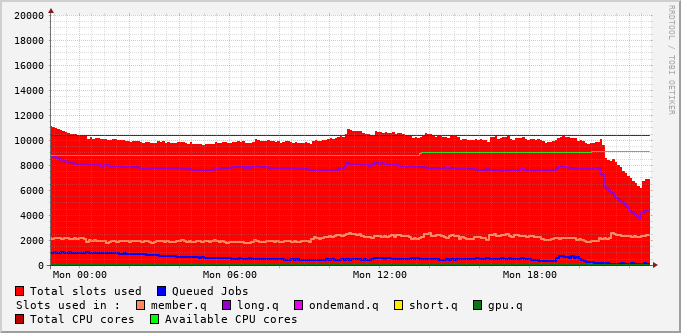 20000
18000
16000
14000
12000
10000
8000
6000
4000
2000
0
Mon 00:00 Mon 06:00 Mon 12:00 Mon 18:00
Total slots used Queued Jobs
Slots used in : member.q long.q ondemand.q short.q gpu.q
Total CPU cores Available CPU cores
RRDTOOL / TOBI OETIKER